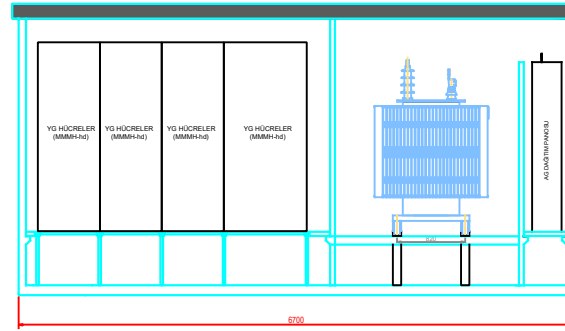 YG HÜCRELER
(MMMH-hd)
YG HÜCRELER
(MMMH-hd)
YG HÜCRELER
(MMMH-hd)
YG HÜCRELER
(MMMH-hd)
AG DAĞITIM PANOSU
6700